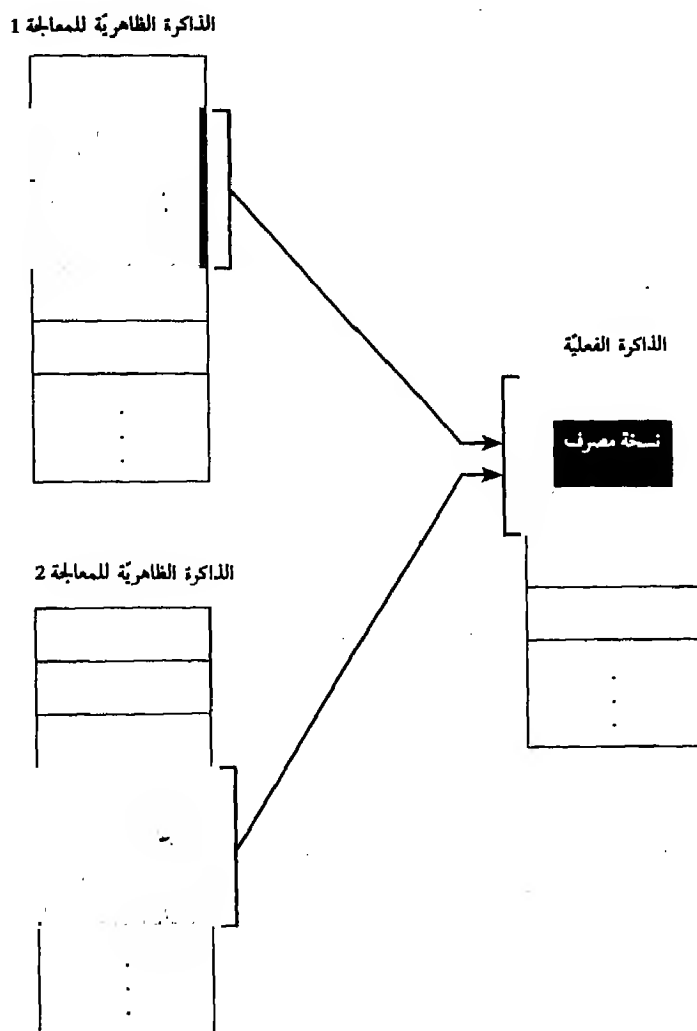 الذاكرة الظاهريّة للمعالجة 1
الذاكرة الفعليّة
نسخة مصرف
الذاكرة الظاهريّة للمعالجة 2